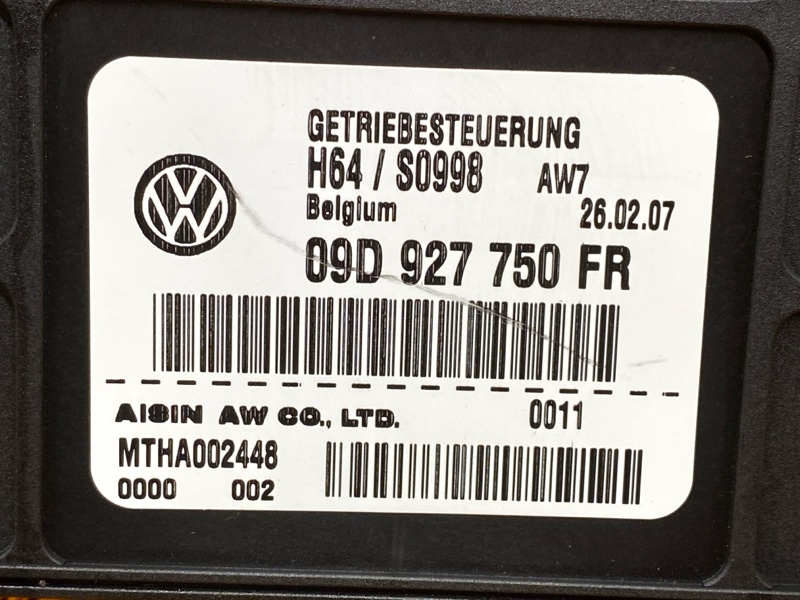 GETRIEBESTEUERUNG
H64 / S0998 AW7
Belgium 26.02.07
09D 927 750 FR
AISIN AW CO., LTD. 0011
MTHA002448
0000 002